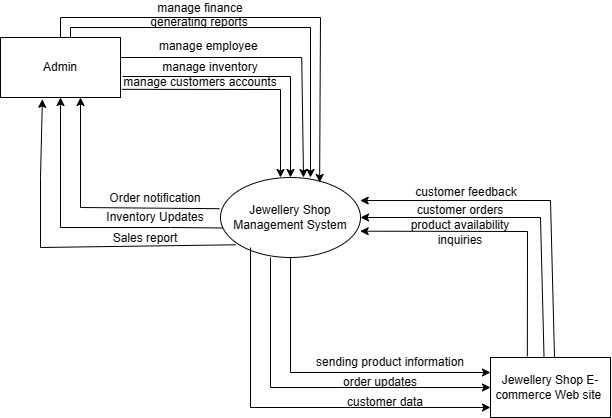 manage finance
generating reports
manage employee
Admin
manage inventory
manage customers accounts
Order notification
Inventory Updates
Sales report
Jewellery Shop
Management System
customer feedback
customer orders
product availability
inquiries
sending product information
order updates
customer data
Jewellery Shop E-
commerce Web site